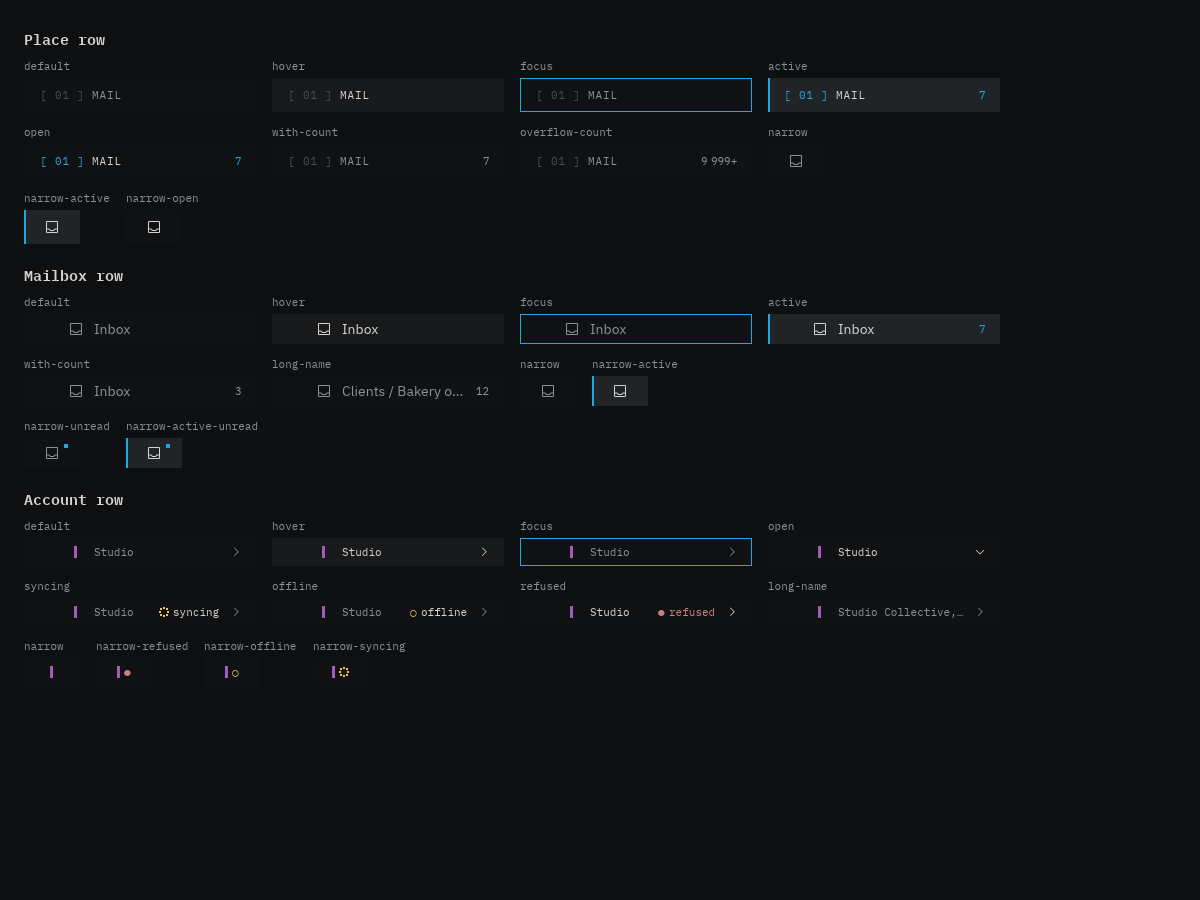 Place row
default hover focus active
[ 01 ] MAIL [ 01 ] MAIL [ 01 ] MAIL [ 01 ] MAIL 7
open with-count overflow-count narrow
[ 01 ] MAIL 7 [ 01 ] MAIL 7 [ 01 ] MAIL 9 999+
narrow-active narrow-open
Mailbox row
default hover focus active
Inbox Inbox Inbox Inbox 7
with-count long-name narrow narrow-active
Inbox 3 Clients / Bakery o… 12
narrow-unread narrow-active-unread
Account row
default hover focus open
Studio Studio Studio Studio
syncing offline refused long-name
Studio syncing Studio offline Studio refused Studio Collective,…
narrow narrow-refused narrow-offline narrow-syncing